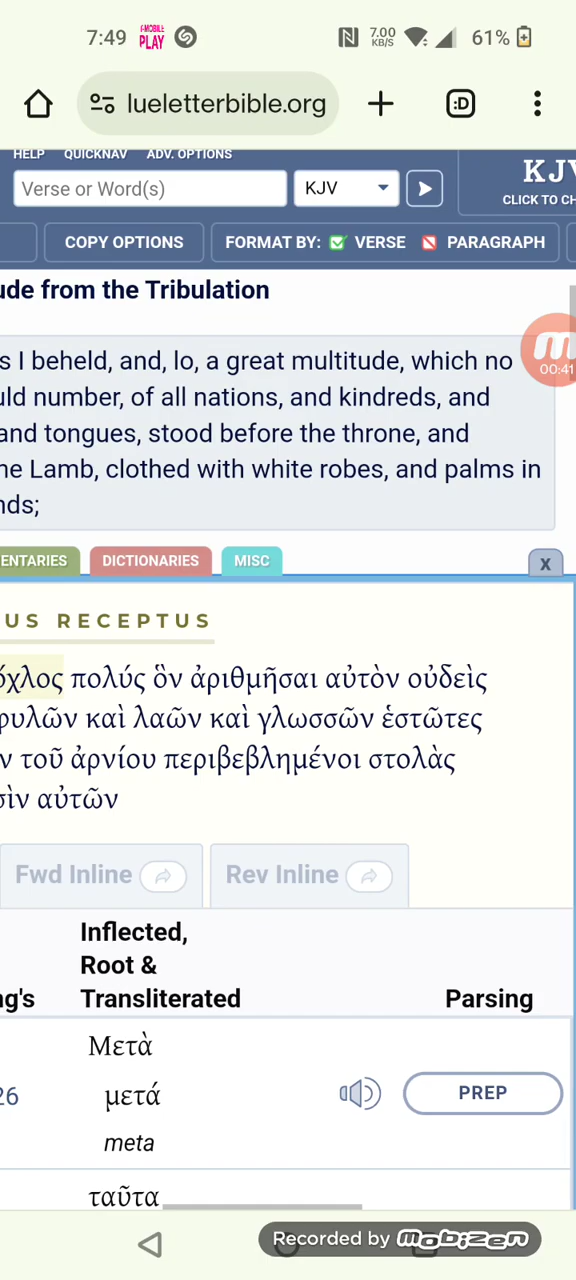 7:49 T-MOBILE PLAY 7.00 KB/S 61%
lueletterbible.org :D
HELP QUICKNAV ADV. OPTIONS
Verse or Word(s) KJV KJV
CLICK TO CH
COPY OPTIONS FORMAT BY: VERSE PARAGRAPH
ude from the Tribulation
s I beheld, and, lo, a great multitude, which no
uld number, of all nations, and kindreds, and
and tongues, stood before the throne, and
he Lamb, clothed with white robes, and palms in
nds;
00:41
ENTARIES DICTIONARIES MISC X
US RECEPTUS
όχλος πολύς ὃν ἀριθμῆσαι αὐτὸν οὐδεὶς
φυλῶν καὶ λαῶν καὶ γλωσσῶν ἑστῶτες
ν τοῦ ἀρνίου περιβεβλημένοι στολὰς
σὶν αὐτῶν
Fwd Inline Rev Inline
Inflected,
Root &
ng's Transliterated Parsing
Μετὰ
26 μετά PREP
meta
ταῦτα
Recorded by mobizen